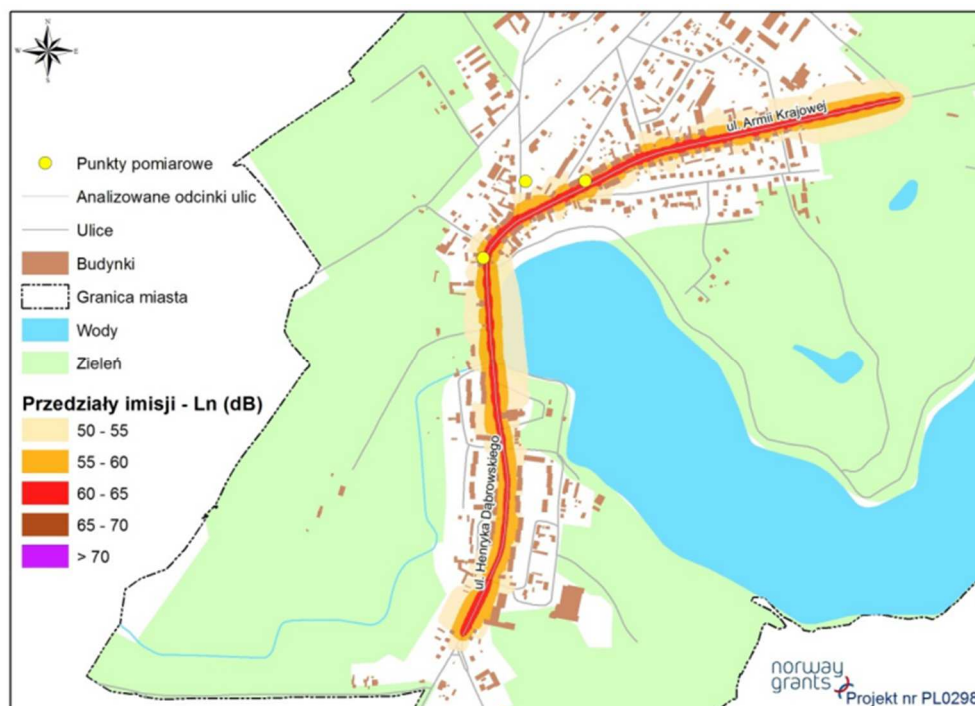 N
W
E
S
Punkty pomiarowe
Analizowane odcinki ulic
Ulice
Budynki
Granica miasta
Wody
Zieleń
Przedziały imisji - Ln (dB)
50 - 55
55 - 60
60 - 65
65 - 70
> 70
ul. Armii Krajowej
ul. Henryka Dąbrowskiego
norway
grants
Projekt nr PL0298